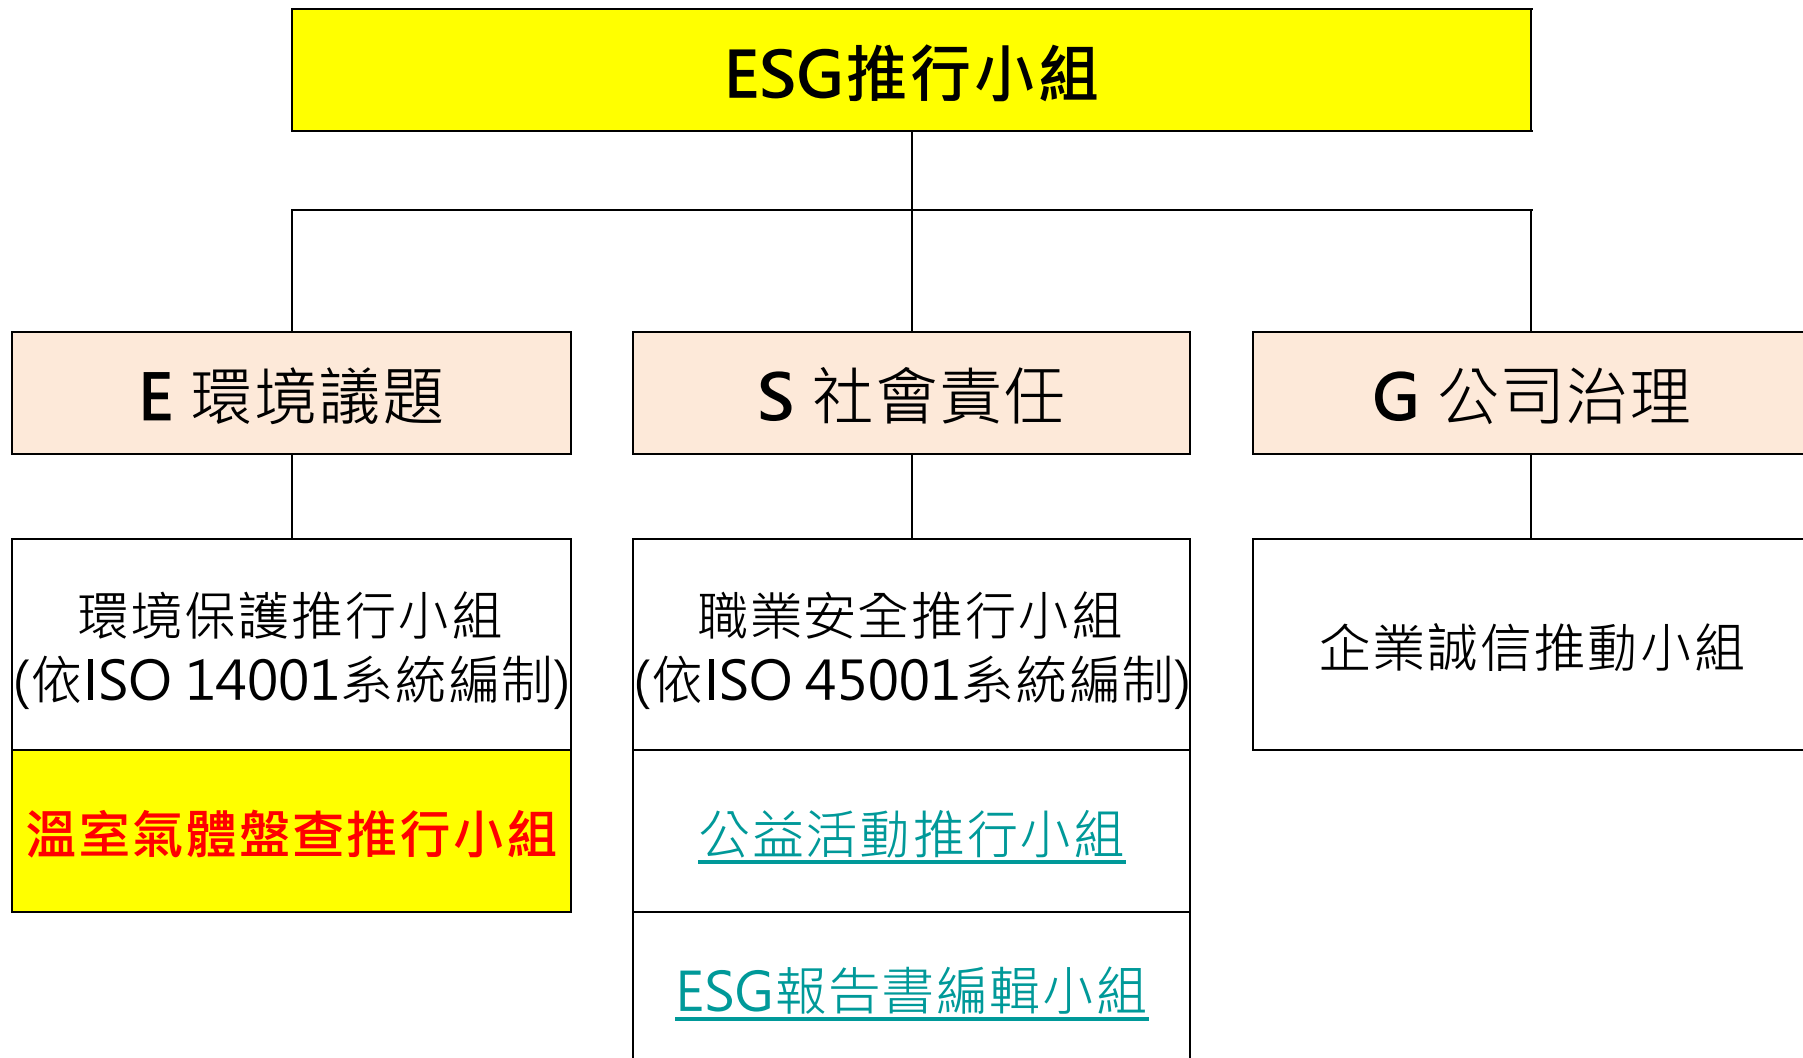 ESG推行小組
E 環境議題
S 社會責任
G 公司治理
環境保護推行小組
(依ISO 14001系統編制)
溫室氣體盤查推行小組
職業安全推行小組
(依ISO 45001系統編制)
公益活動推行小組
ESG報告書編輯小組
企業誠信推動小組